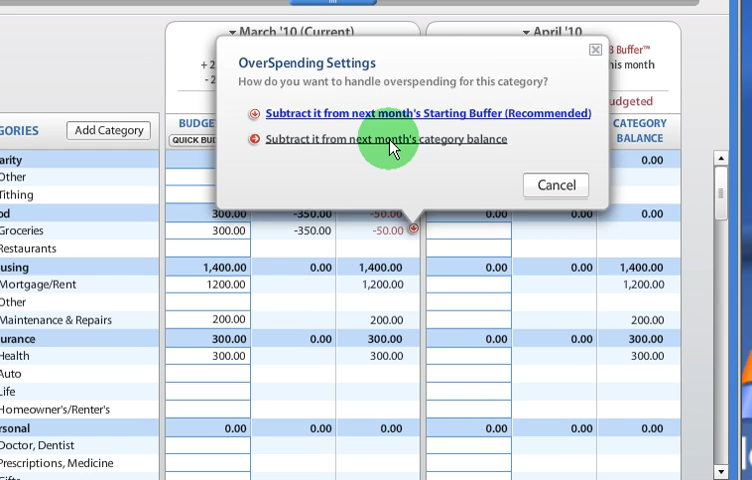 March '10 (Current)
April '10
+ 2
- 2
Buffer™
his month
udgeted
OverSpending Settings
How do you want to handle overspending for this category?
Subtract it from next month's Starting Buffer (Recommended)
Subtract it from next month's category balance
Cancel
GORIES
Add Category
BUDGE
QUICK BUD
CATEGORY
BALANCE
arity 0.00
Other
Tithing
od 300.00 -350.00 -50.00 0.00 0.00 0.00
Groceries 300.00 -350.00 -50.00
Restaurants
using 1,400.00 0.00 1,400.00 0.00 0.00 1,400.00
Mortgage/Rent 1200.00 1,200.00 1,200.00
Other
Maintenance & Repairs 200.00 200.00 200.00
urance 300.00 0.00 300.00 0.00 0.00 300.00
Health 300.00 300.00 300.00
Auto
Life
Homeowner's/Renter's
rsonal 0.00 0.00 0.00 0.00 0.00 0.00
Doctor, Dentist
Prescriptions, Medicine